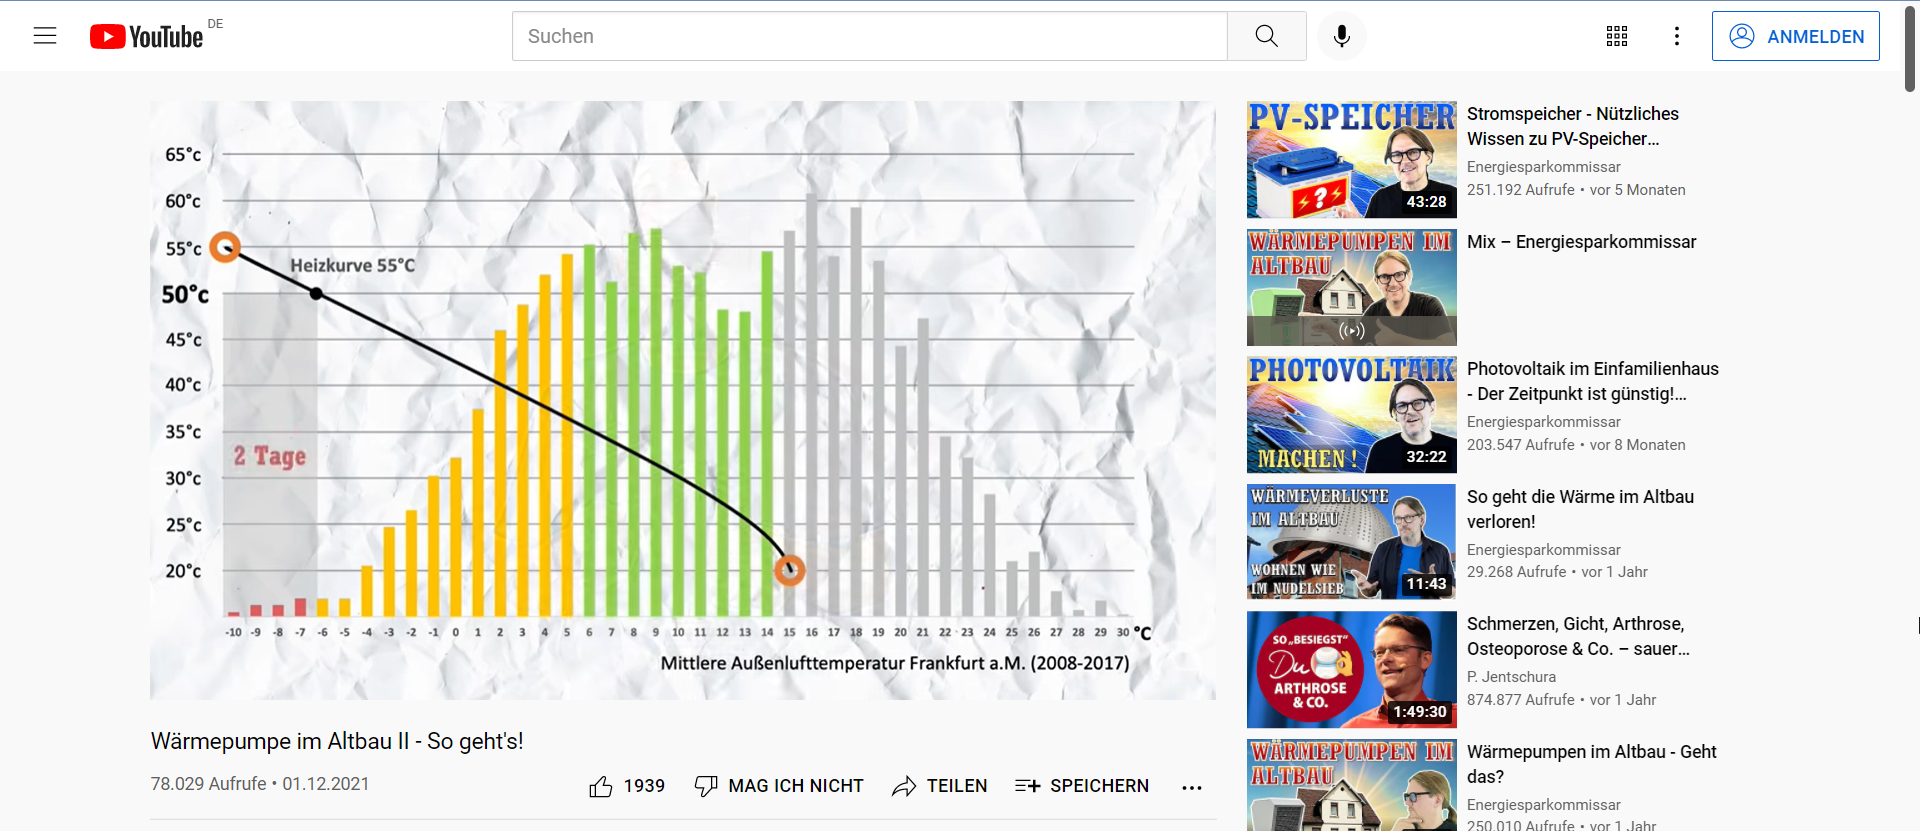 YouTube DE
Suchen
ANMELDEN
65°c
60°c
55°c
Heizkurve 55°C
50°c
45°c
40°c
35°c
2 Tage
30°c
25°c
20°c
-10 -9 -8 -7 -6 -5 -4 -3 -2 -1 0 1 2 3 4 5 6 7 8 9 10 11 12 13 14 15 16 17 18 19 20 21 22 23 24 25 26 27 28 29 30 °C
Mittlere Außenlufttemperatur Frankfurt a.M. (2008-2017)
Wärmepumpe im Altbau II - So geht's!
78.029 Aufrufe • 01.12.2021
1939
MAG ICH NICHT
TEILEN
SPEICHERN
PV-SPEICHER
?
43:28
Stromspeicher - Nützliches
Wissen zu PV-Speicher…
Energiesparkommissar
251.192 Aufrufe • vor 5 Monaten
WÄRMEPUMPEN IM
ALTBAU
Mix – Energiesparkommissar
PHOTOVOLTAIK
MACHEN!
32:22
Photovoltaik im Einfamilienhaus
- Der Zeitpunkt ist günstig!…
Energiesparkommissar
203.547 Aufrufe • vor 8 Monaten
WÄRMEVERLUSTE
IM ALTBAU
WOHNEN WIE
IM NUDELSIEB
11:43
So geht die Wärme im Altbau
verloren!
Energiesparkommissar
29.268 Aufrufe • vor 1 Jahr
SO „BESIEGST"
Du
ARTHROSE
& CO.
1:49:30
Schmerzen, Gicht, Arthrose,
Osteoporose & Co. – sauer…
P. Jentschura
874.877 Aufrufe • vor 1 Jahr
WÄRMEPUMPEN IM
ALTBAU
Wärmepumpen im Altbau - Geht
das?
Energiesparkommissar
250.010 Aufrufe • vor 1 Jahr